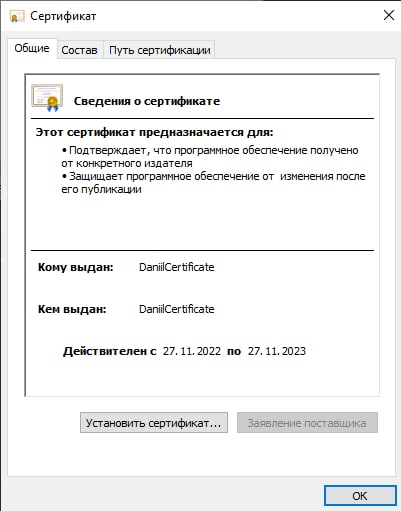 Сертификат
Общие Состав Путь сертификации
Сведения о сертификате
Этот сертификат предназначается для:
• Подтверждает, что программное обеспечение получено
от конкретного издателя
• Защищает программное обеспечение от изменения после
его публикации
Кому выдан: DaniilCertificate
Кем выдан: DaniilCertificate
Действителен с 27.11.2022 по 27.11.2023
Установить сертификат... Заявление поставщика
OK